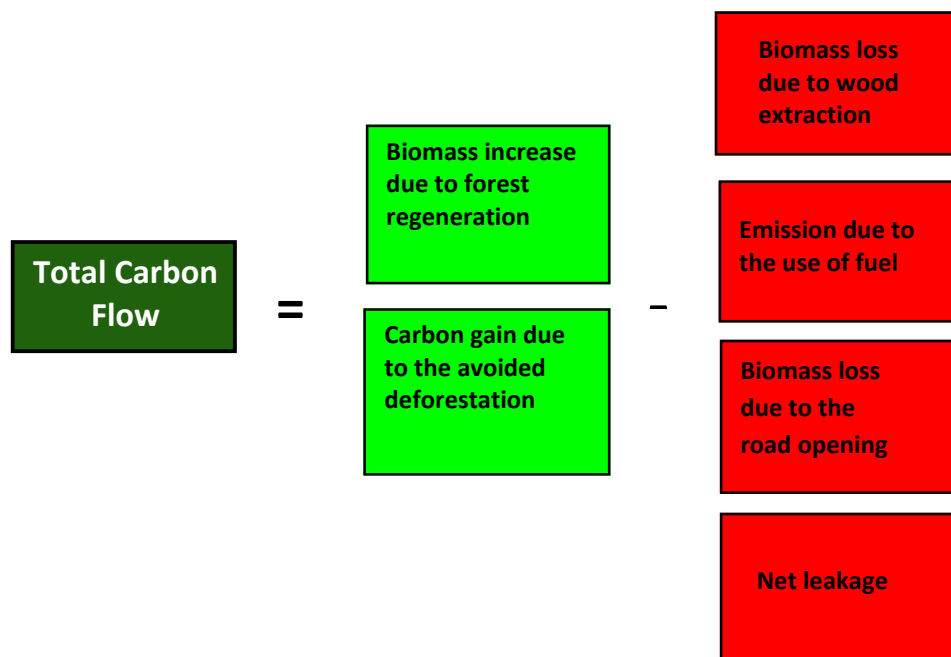 Total Carbon
Flow
=
Biomass increase
due to forest
regeneration
Carbon gain due
to the avoided
deforestation
–
Biomass loss
due to wood
extraction
Emission due to
the use of fuel
Biomass loss
due to the
road opening
Net leakage